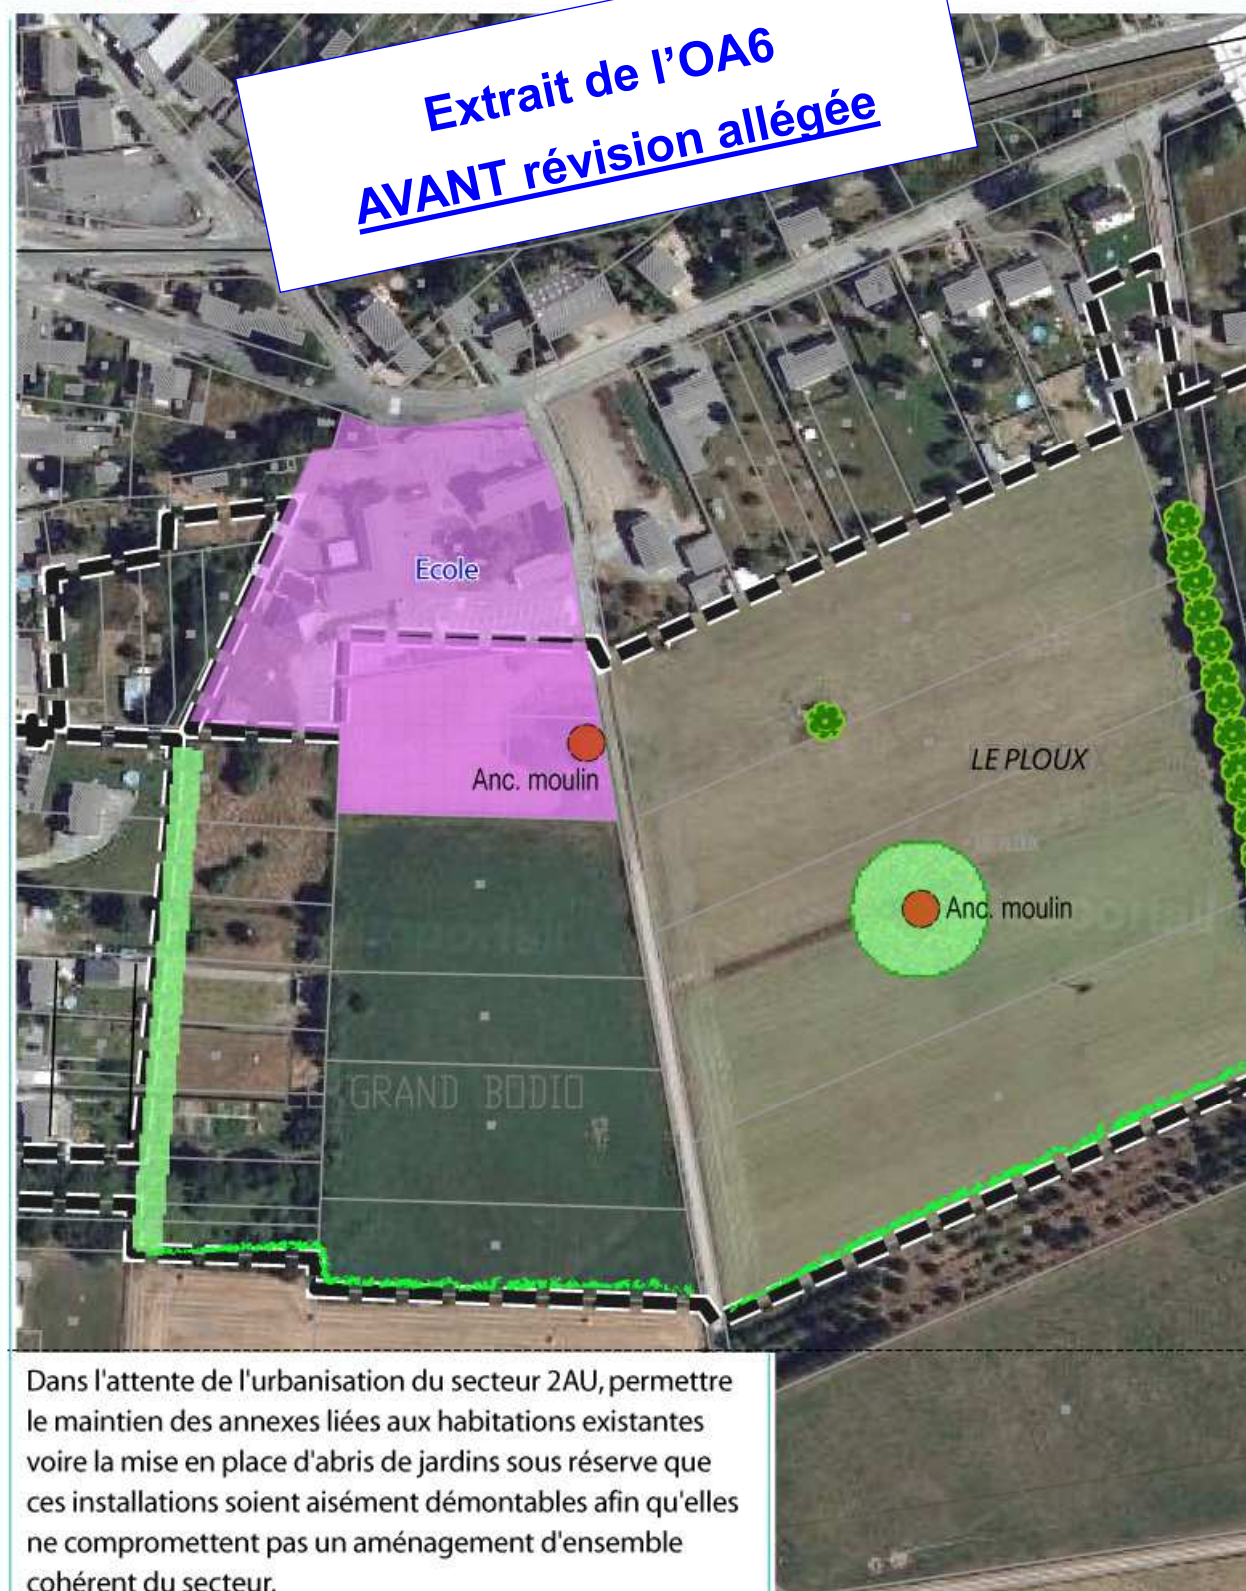 Extrait de l’OA6
AVANT révision allégée
Ecole
Anc. moulin
LE PLOUX
Anc. moulin
GRAND BODIO
Dans l'attente de l'urbanisation du secteur 2AU, permettre
le maintien des annexes liées aux habitations existantes
voire la mise en place d'abris de jardins sous réserve que
ces installations soient aisément démontables afin qu'elles
ne compromettent pas un aménagement d'ensemble
cohérent du secteur.